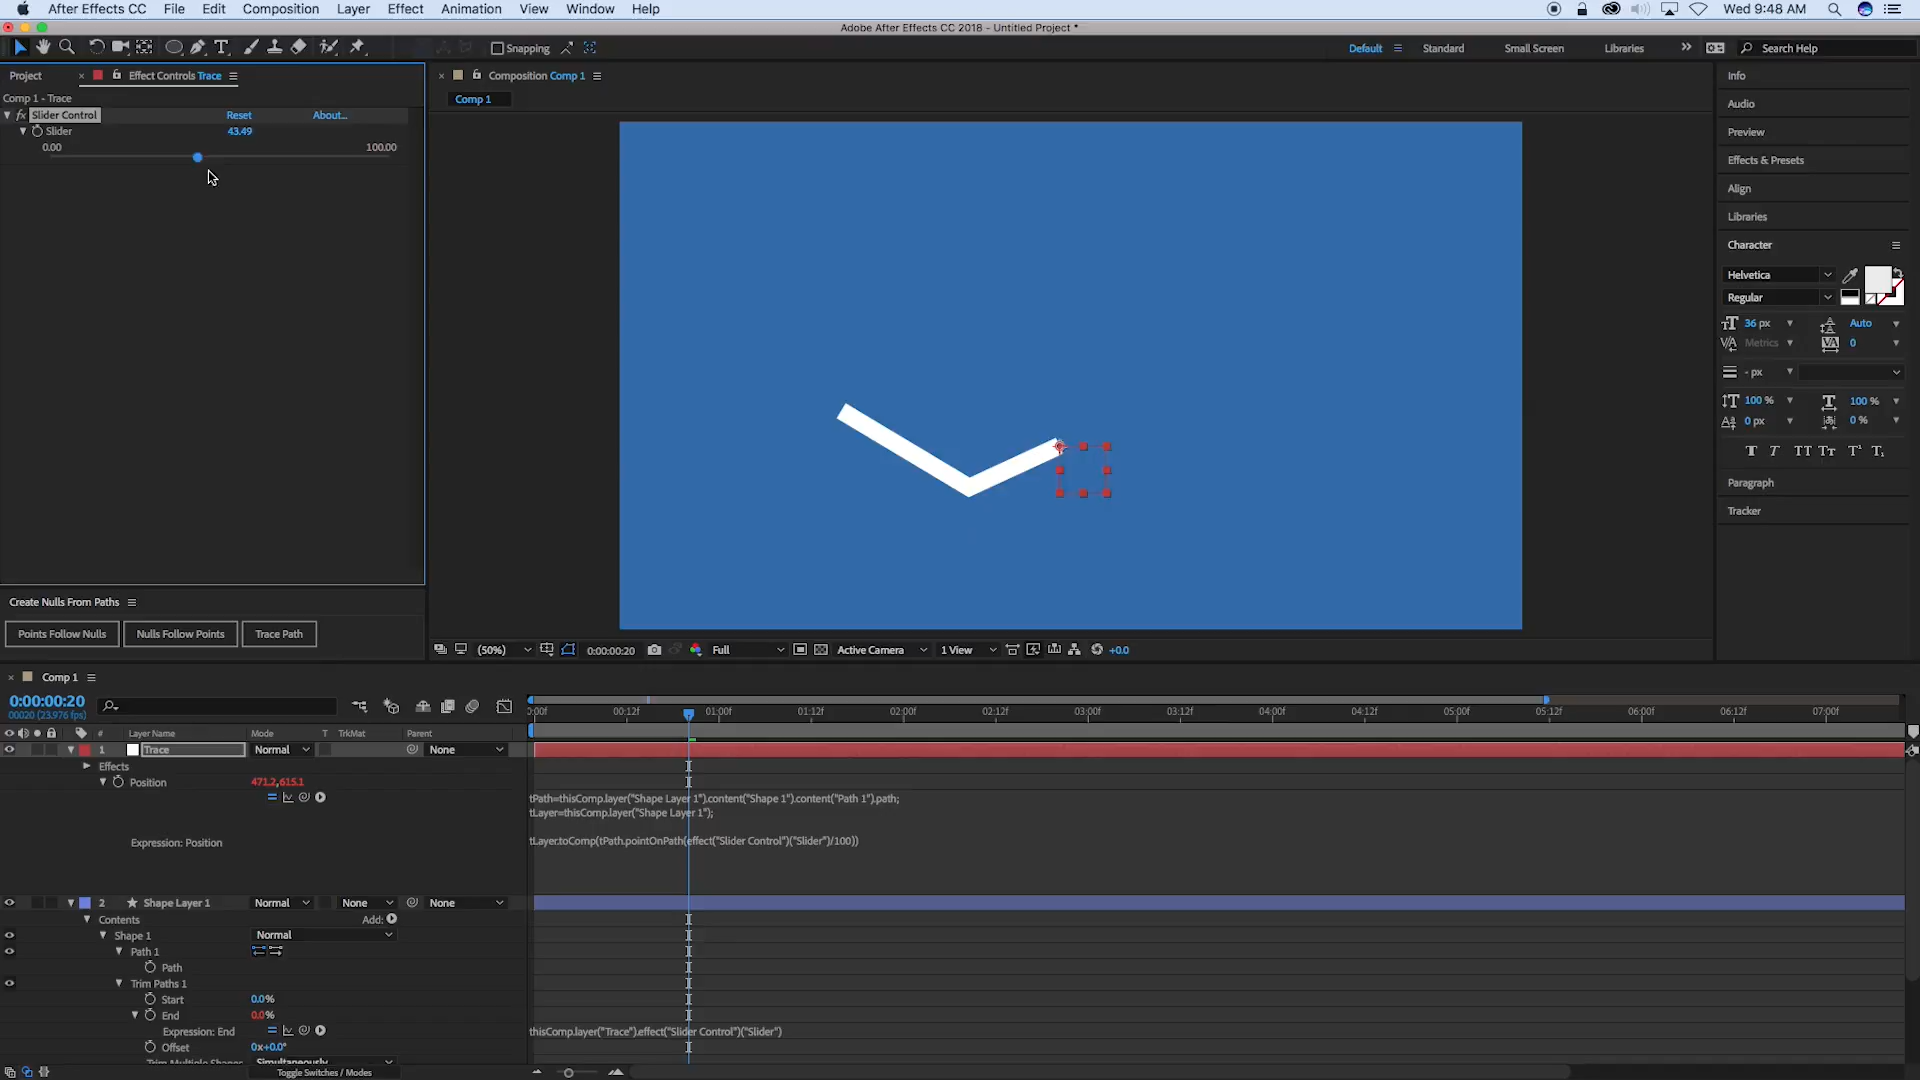 After Effects CC File Edit Composition Layer Effect Animation View Window Help Wed 9:48 AM
Adobe After Effects CC 2018 - Untitled Project *
Snapping Default Standard Small Screen Libraries Search Help
Project Effect Controls Trace
Comp 1 - Trace
Slider Control Reset About...
Slider 43.49
0.00 100.00
Composition Comp 1
Comp 1
Info
Audio
Preview
Effects & Presets
Align
Libraries
Character
Helvetica
Regular
36 px Auto
Metrics 0
- px
100 % 100 %
0 px 0 %
Paragraph
Tracker
Create Nulls From Paths
Points Follow Nulls Nulls Follow Points Trace Path
(50%) 0:00:00:20 Full Active Camera 1 View +0.0
Comp 1
0:00:00:20
00020 (23.976 fps)
:00f 00:12f 01:00f 01:12f 02:00f 02:12f 03:00f 03:12f 04:00f 04:12f 05:00f 05:12f 06:00f 06:12f 07:00f
# Layer Name Mode T TrkMat Parent
1 Trace Normal None
Effects
Position 471.2,615.1
tPath=thisComp.layer("Shape Layer 1").content("Shape 1").content("Path 1").path;
tLayer=thisComp.layer("Shape Layer 1");
Expression: Position tLayer.toComp(tPath.pointOnPath(effect("Slider Control")("Slider")/100))
2 Shape Layer 1 Normal None None
Contents Add:
Shape 1 Normal
Path 1
Path
Trim Paths 1
Start 0.0%
End 0.0%
Expression: End thisComp.layer("Trace").effect("Slider Control")("Slider")
Offset 0x+0.0°
Trim Multiple Shapes Simultaneously
Toggle Switches / Modes